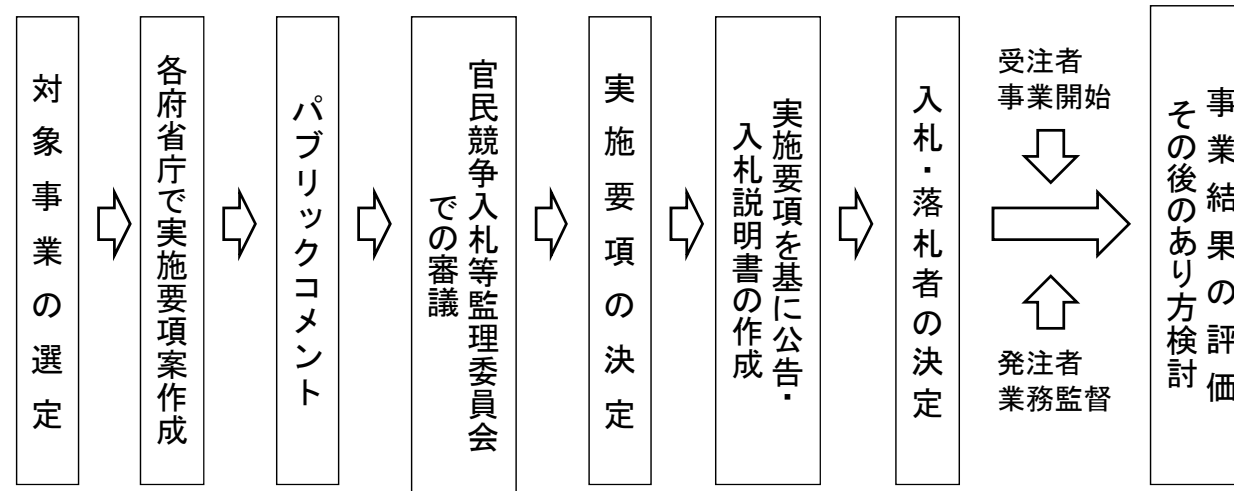 対象事業の選定
各府省庁で実施要項案作成
パブリックコメント
官民競争入札等監理委員会
での審議
実施要項の決定
実施要項を基に公告・
入札説明書の作成
入札・落札者の決定
受注者
事業開始
発注者
業務監督
事業結果の評価
その後のあり方検討